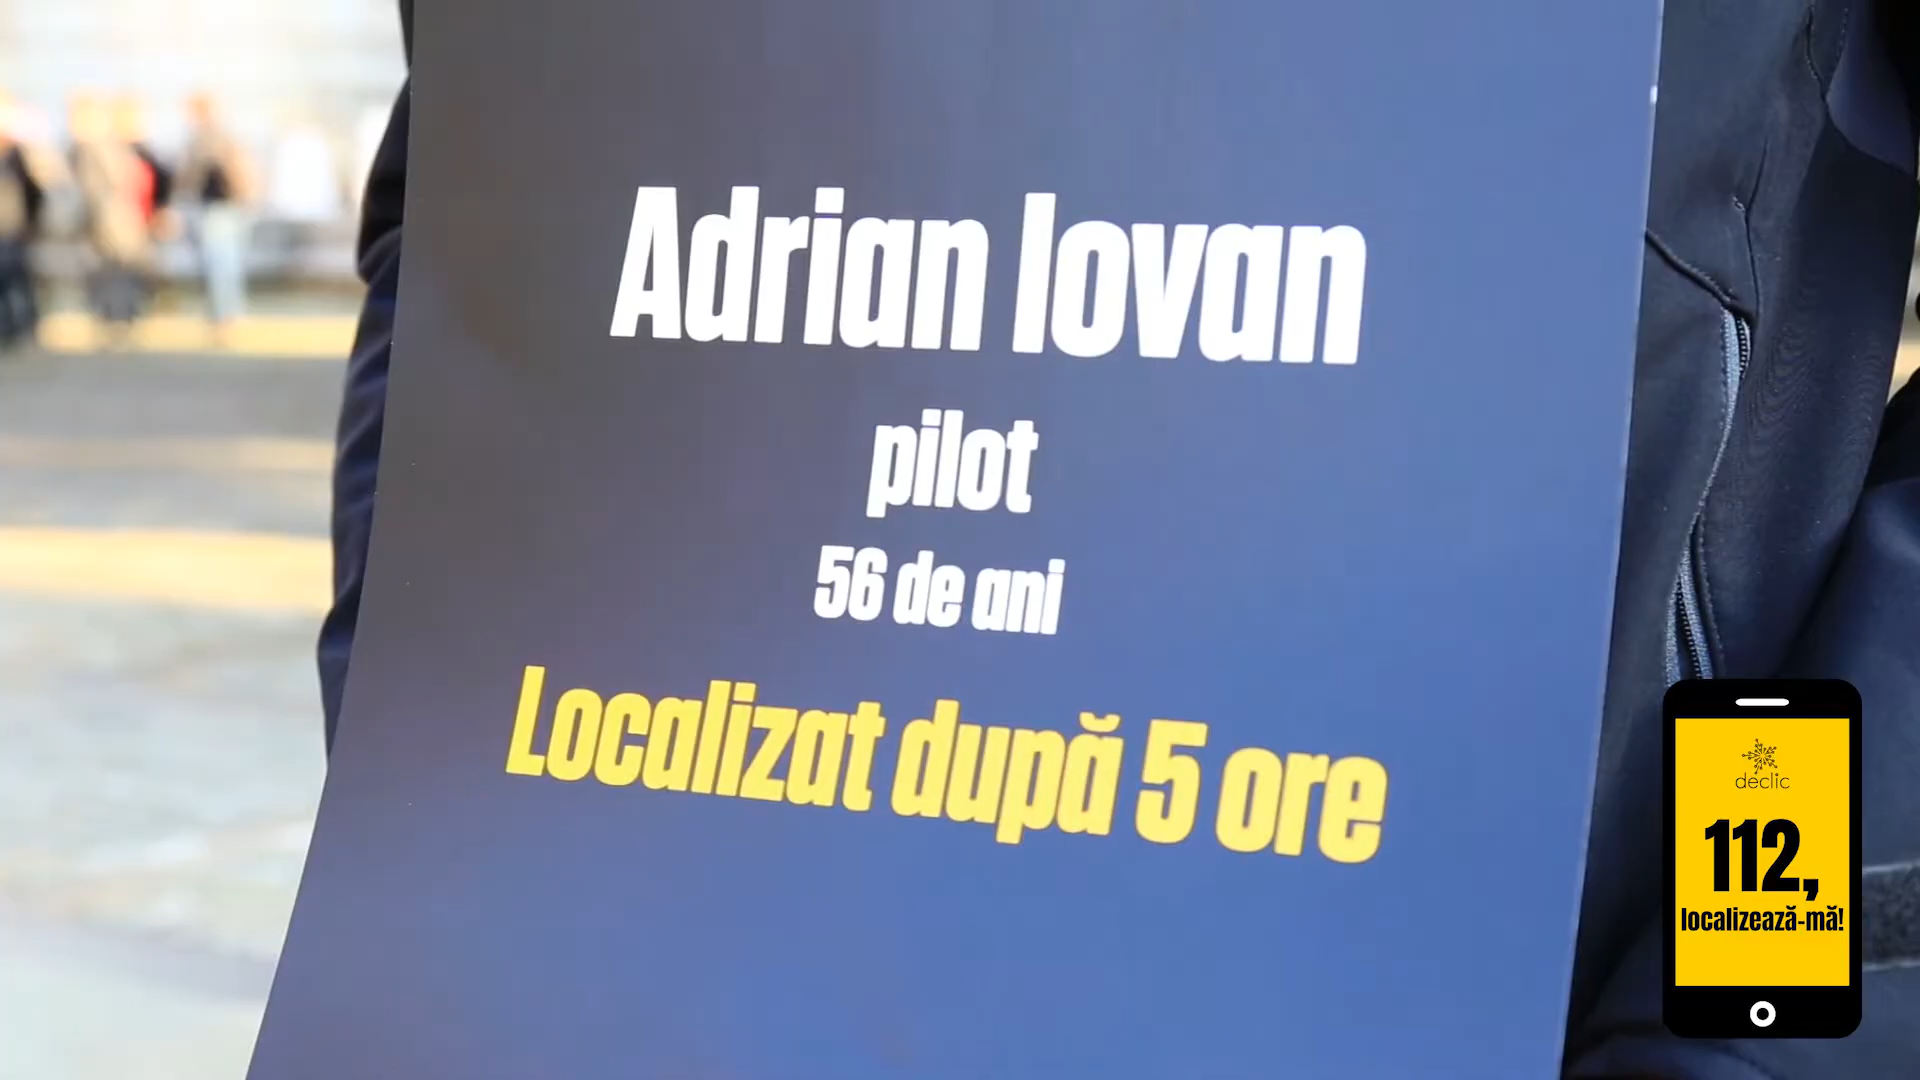 Adrian Iovan
pilot
56 de ani
Localizat după 5 ore
declic
112,
localizează-mă!